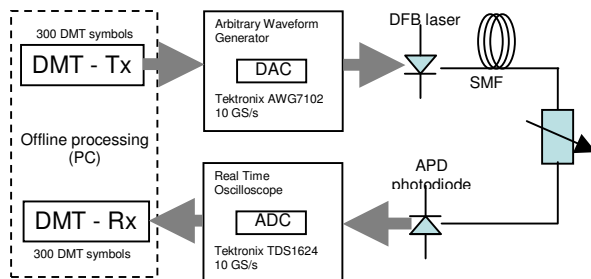 300 DMT symbols
DMT - Tx
Offline processing
(PC)
DMT - Rx
300 DMT symbols
Arbitrary Waveform
Generator
DAC
Tektronix AWG7102
10 GS/s
Real Time
Oscilloscope
ADC
Tektronix TDS1624
10 GS/s
DFB laser
SMF
APD
photodiode